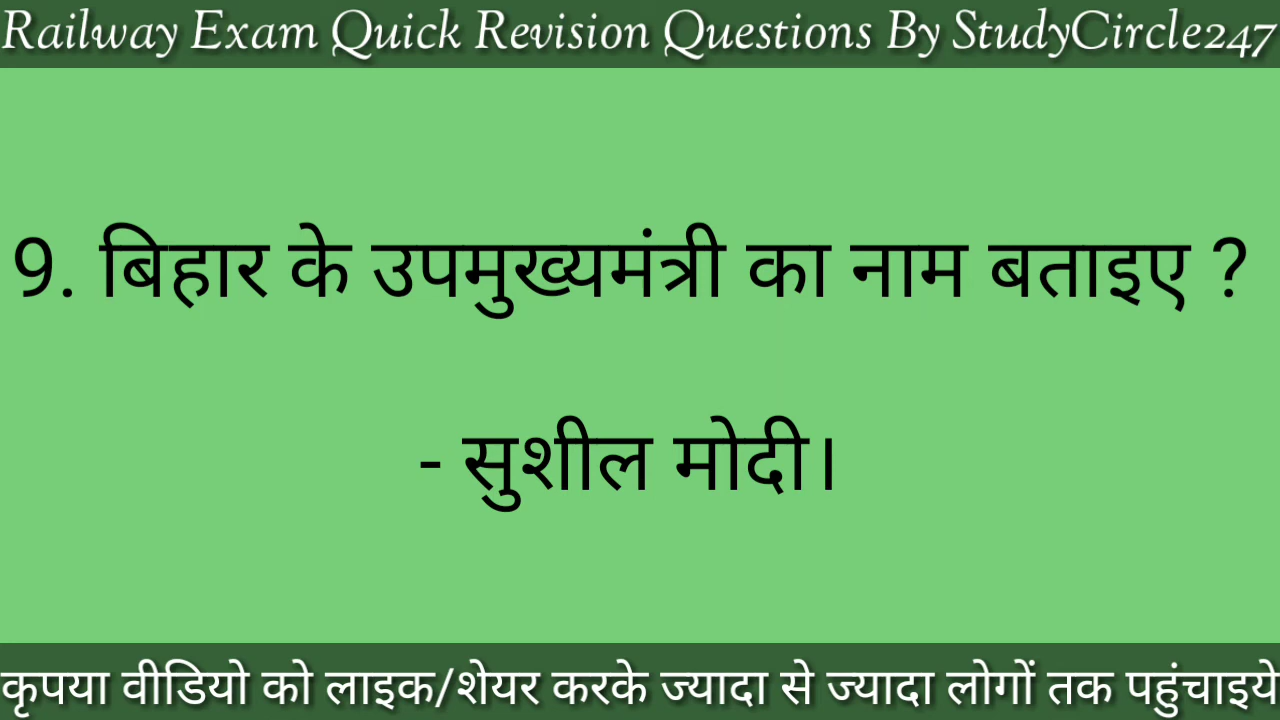 Railway Exam Quick Revision Questions By StudyCircle247
9. बिहार के उपमुख्यमंत्री का नाम बताइए ?
- सुशील मोदी।
कृपया वीडियो को लाइक/शेयर करके ज्यादा से ज्यादा लोगों तक पहुंचाइये